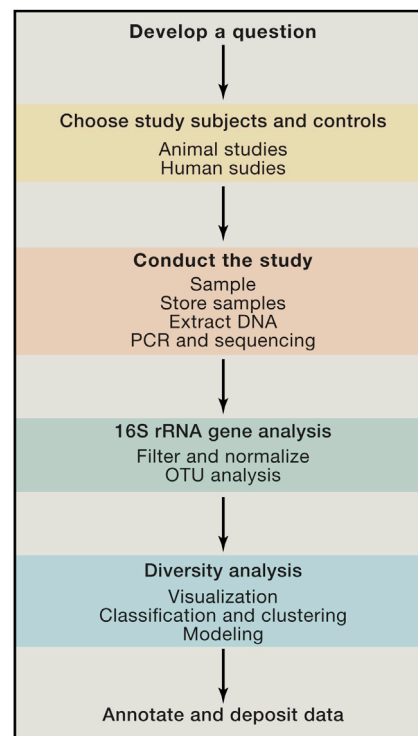 Develop a question
Choose study subjects and controls
Animal studies
Human sudies
Conduct the study
Sample
Store samples
Extract DNA
PCR and sequencing
16S rRNA gene analysis
Filter and normalize
OTU analysis
Diversity analysis
Visualization
Classification and clustering
Modeling
Annotate and deposit data